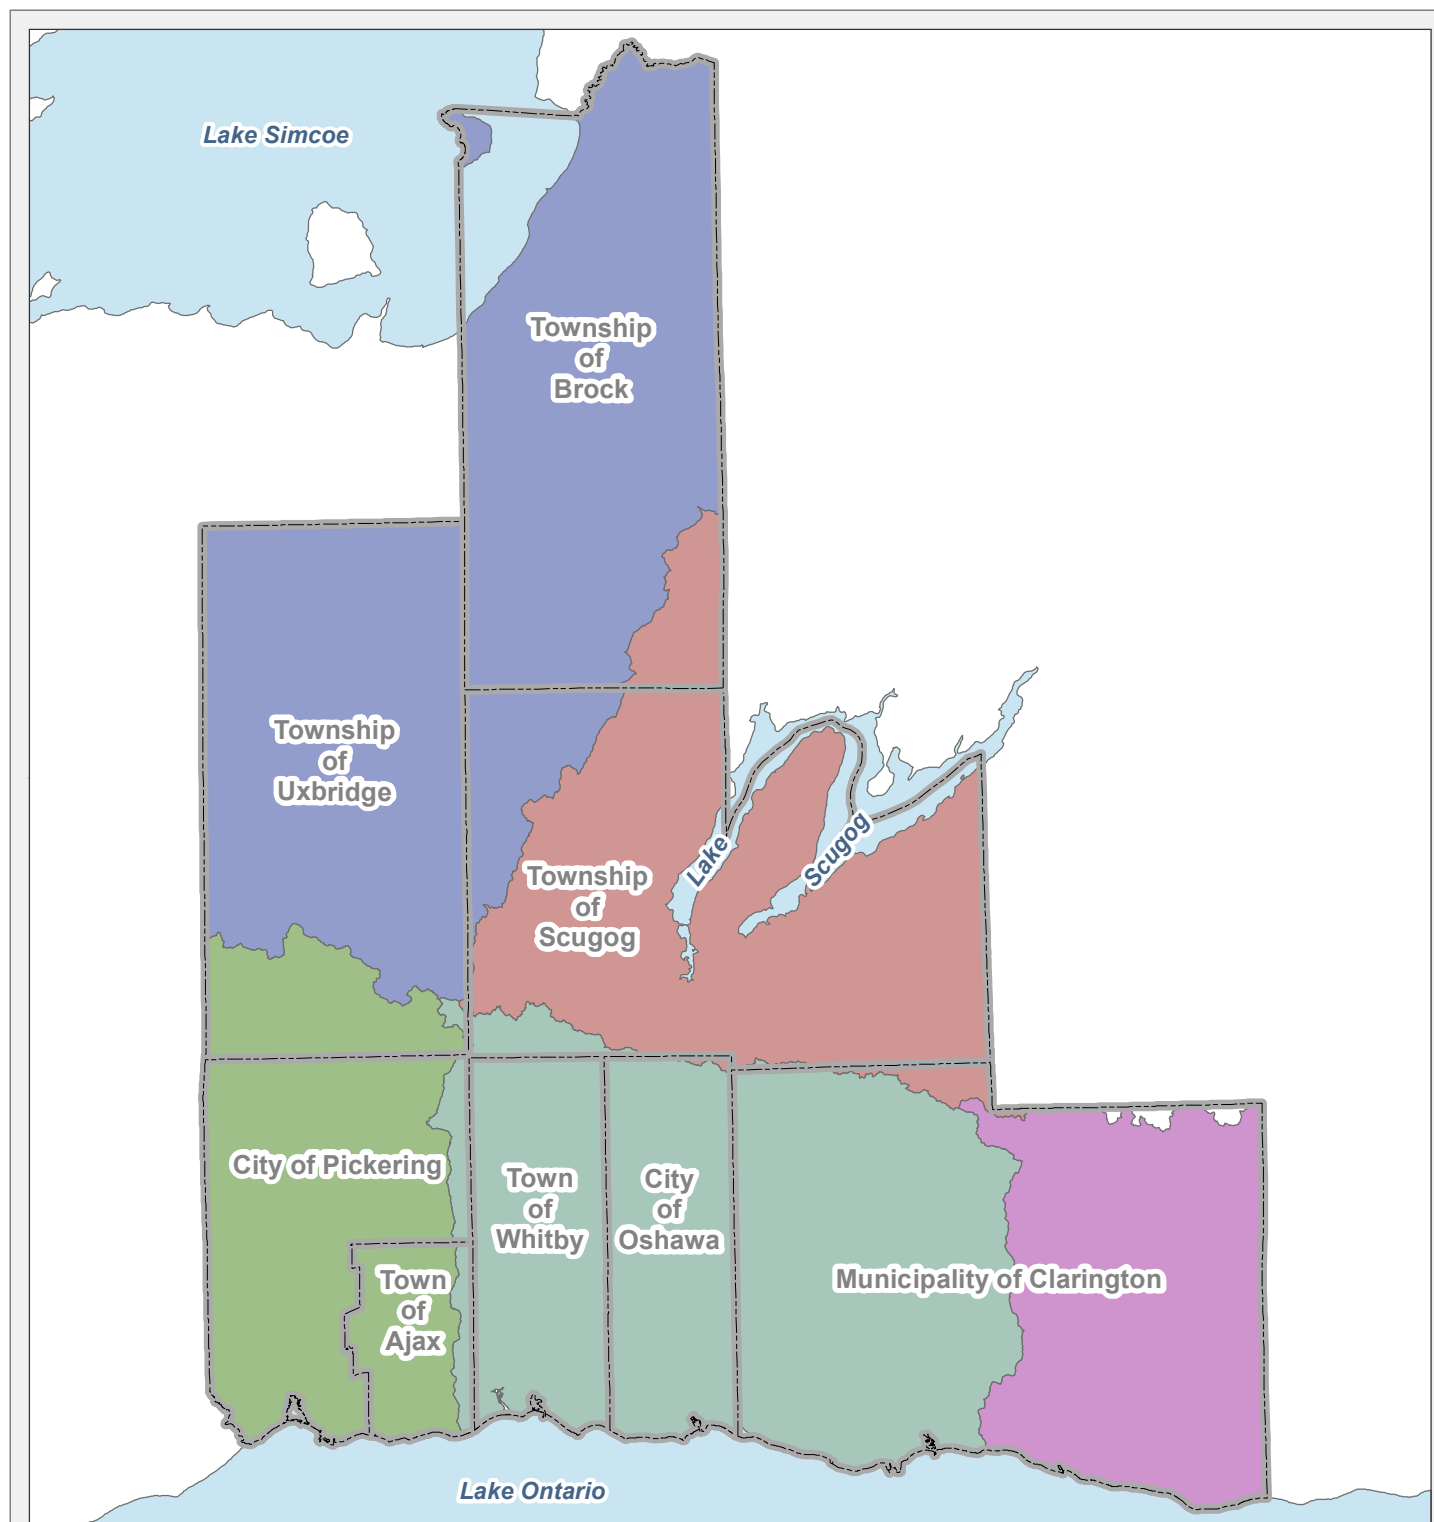 Lake Simcoe
Township
of
Brock
Township
of
Uxbridge
Lake
Scugog
Township
of
Scugog
City of Pickering
Town
of
Whitby
City
of
Oshawa
Municipality of Clarington
Town
of
Ajax
Lake Ontario